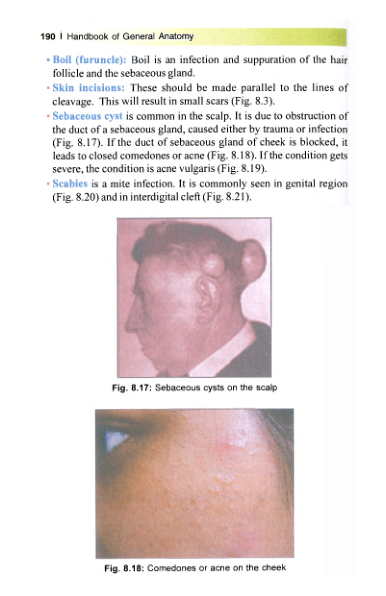 190 I Handbook of General Anatomy
• Boil (furuncle): Boil is an infection and suppuration of the hair
follicle and the sebaceous gland.
• Skin incisions: These should be made parallel to the lines of
cleavage. This will result in small scars (Fig. 8.3).
• Sebaceous cyst is common in the scalp. It is due to obstruction of
the duct of a sebaceous gland, caused either by trauma or infection
(Fig. 8.17). If the duct of sebaceous gland of cheek is blocked, it
leads to closed comedones or acne (Fig. 8.18). If the condition gets
severe, the condition is acne vulgaris (Fig. 8.19).
• Scabies is a mite infection. It is commonly seen in genital region
(Fig. 8.20) and in interdigital cleft (Fig. 8.21).
Fig. 8.17: Sebaceous cysts on the scalp
Fig. 8.18: Comedones or acne on the cheek